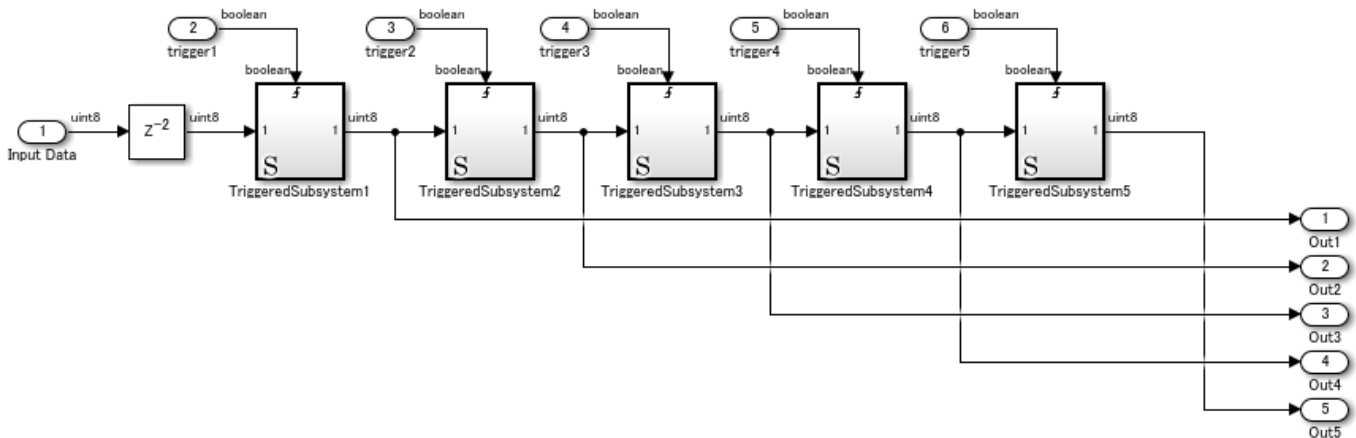 boolean
boolean
boolean
boolean
boolean
2
3
4
5
6
trigger1
trigger2
trigger3
trigger4
trigger5
boolean
boolean
boolean
boolean
boolean
uint8
uint8
uint8
uint8
uint8
uint8
uint8
1
Z-2
1
1
1
1
1
1
1
1
1
1
Input Data
S
S
S
S
S
TriggeredSubsystem1
TriggeredSubsystem2
TriggeredSubsystem3
TriggeredSubsystem4
TriggeredSubsystem5
1
Out1
2
Out2
3
Out3
4
Out4
5
Out5